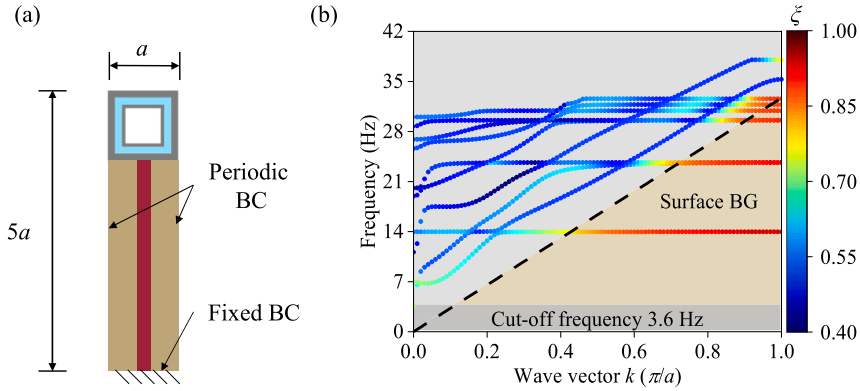 (a)
a
5a
Periodic
BC
Fixed BC
(b)
Frequency (Hz)
42
35
28
21
14
7
0
Surface BG
Cut-off frequency 3.6 Hz
0.0 0.2 0.4 0.6 0.8 1.0
Wave vector k (π/a)
ξ
1.00
0.85
0.70
0.55
0.40